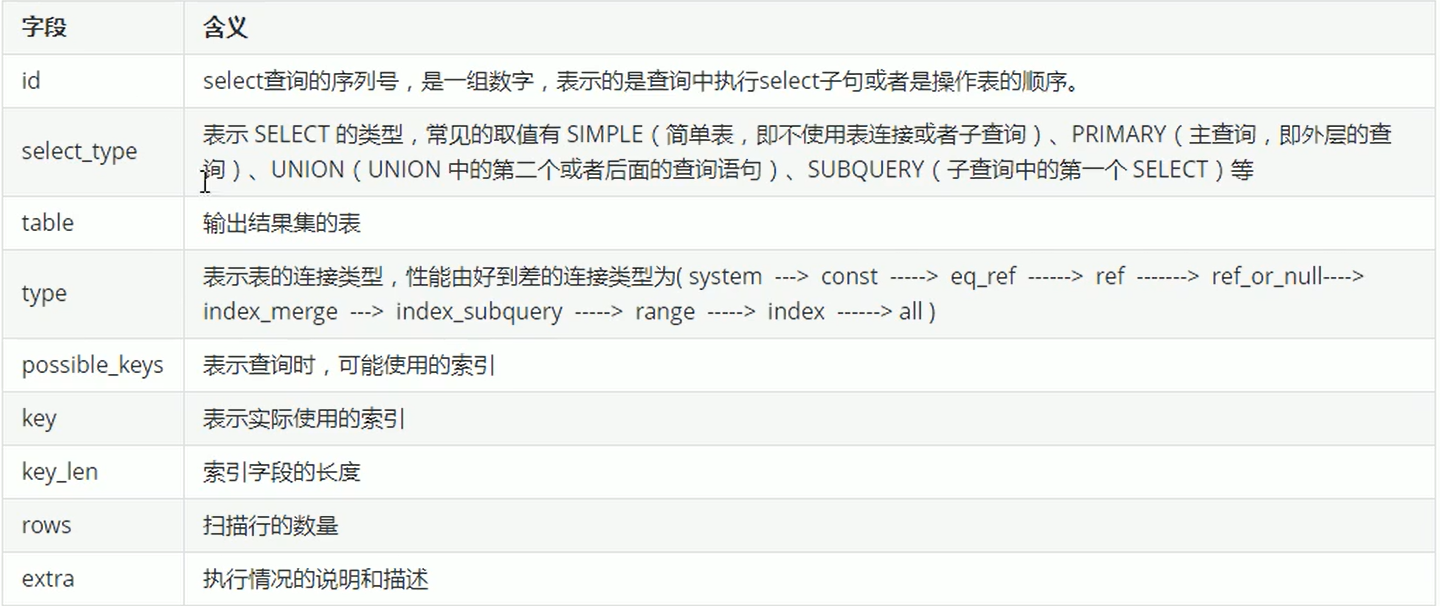 字段 含义
id select查询的序列号，是一组数字，表示的是查询中执行select子句或者是操作表的顺序。
select_type 表示 SELECT 的类型，常见的取值有 SIMPLE（简单表，即不使用表连接或者子查询）、PRIMARY（主查询，即外层的查
询）、UNION（UNION 中的第二个或者后面的查询语句）、SUBQUERY（子查询中的第一个 SELECT）等
table 输出结果集的表
type 表示表的连接类型，性能由好到差的连接类型为( system ---> const -----> eq_ref ------> ref -------> ref_or_null---->
index_merge ---> index_subquery -----> range -----> index ------> all )
possible_keys 表示查询时，可能使用的索引
key 表示实际使用的索引
key_len 索引字段的长度
rows 扫描行的数量
extra 执行情况的说明和描述